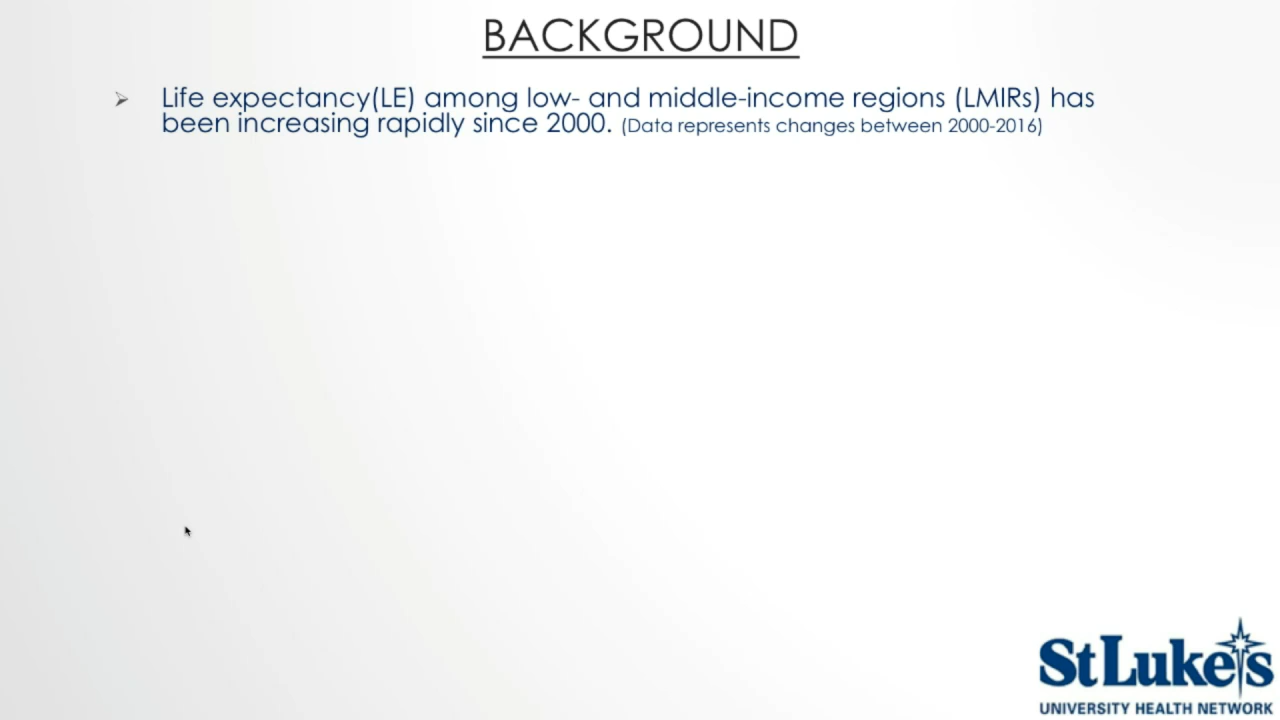 BACKGROUND
➢ Life expectancy(LE) among low- and middle-income regions (LMIRs) has
been increasing rapidly since 2000. (Data represents changes between 2000-2016)
StLuke's
UNIVERSITY HEALTH NETWORK